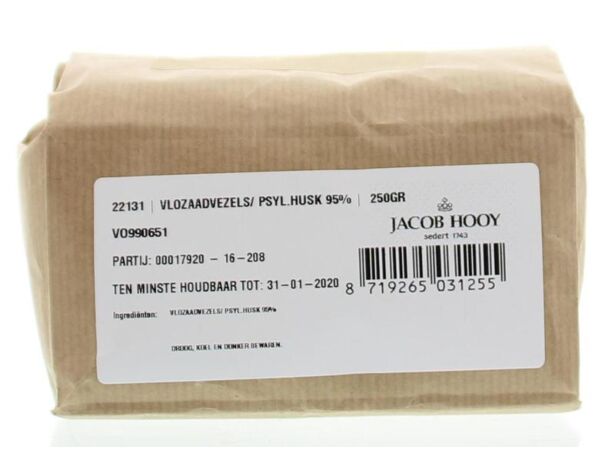 22131 | VLOZAADVEZELS/ PSYL.HUSK 95% | 250GR
VO990651
JACOB HOOY
sedert 1743
PARTIJ: 00017920 - 16-208
TEN MINSTE HOUDBAAR TOT: 31-01-2020
8 719265 031255
Ingrediënten: VLOZAADVEZELS/ PSYL.HUSK 95%
DROOG, KOEL EN DONKER BEWAREN.